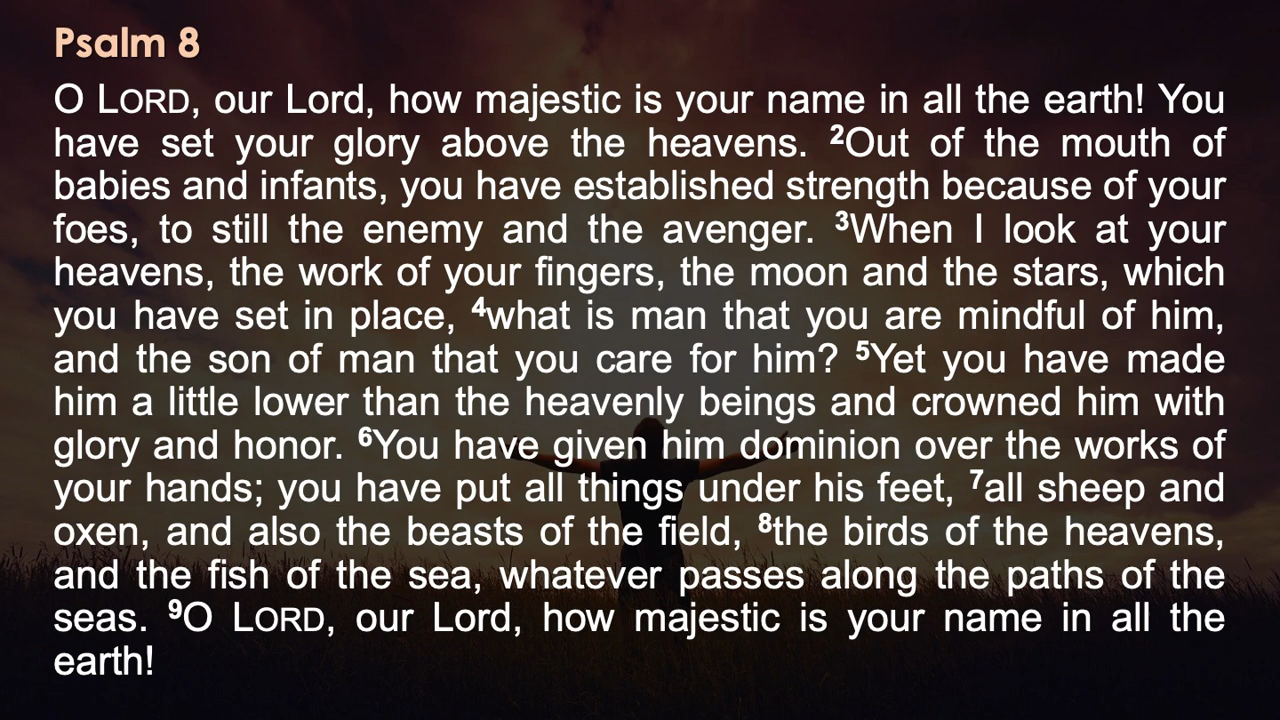 Psalm 8
O LORD, our Lord, how majestic is your name in all the earth! You
have set your glory above the heavens. ²Out of the mouth of
babies and infants, you have established strength because of your
foes, to still the enemy and the avenger. ³When I look at your
heavens, the work of your fingers, the moon and the stars, which
you have set in place, ⁴what is man that you are mindful of him,
and the son of man that you care for him? ⁵Yet you have made
him a little lower than the heavenly beings and crowned him with
glory and honor. ⁶You have given him dominion over the works of
your hands; you have put all things under his feet, ⁷all sheep and
oxen, and also the beasts of the field, ⁸the birds of the heavens,
and the fish of the sea, whatever passes along the paths of the
seas. ⁹O LORD, our Lord, how majestic is your name in all the
earth!